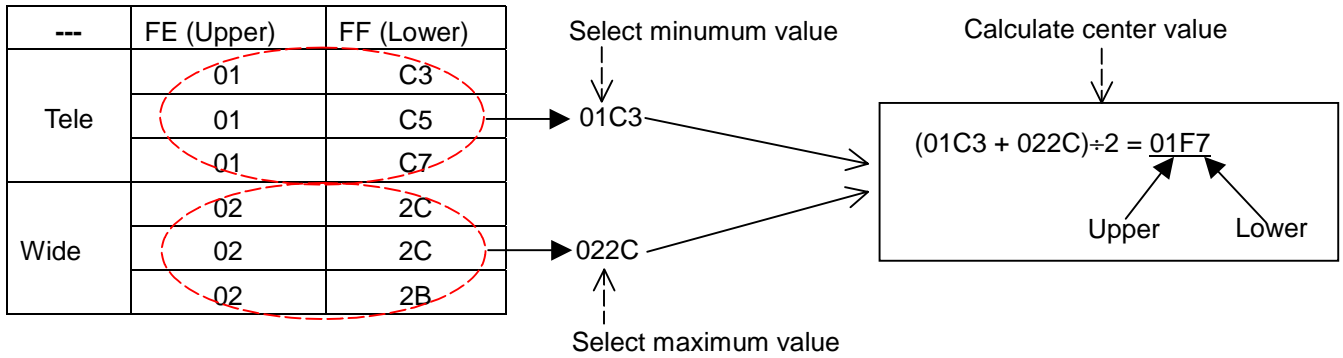 --- FE (Upper) FF (Lower)
Select minumum value
Calculate center value
Tele
01 C3
01 C5
01 C7
01C3
(01C3 + 022C)÷2 = 01F7
Upper Lower
Wide
02 2C
02 2C
02 2B
022C
Select maximum value